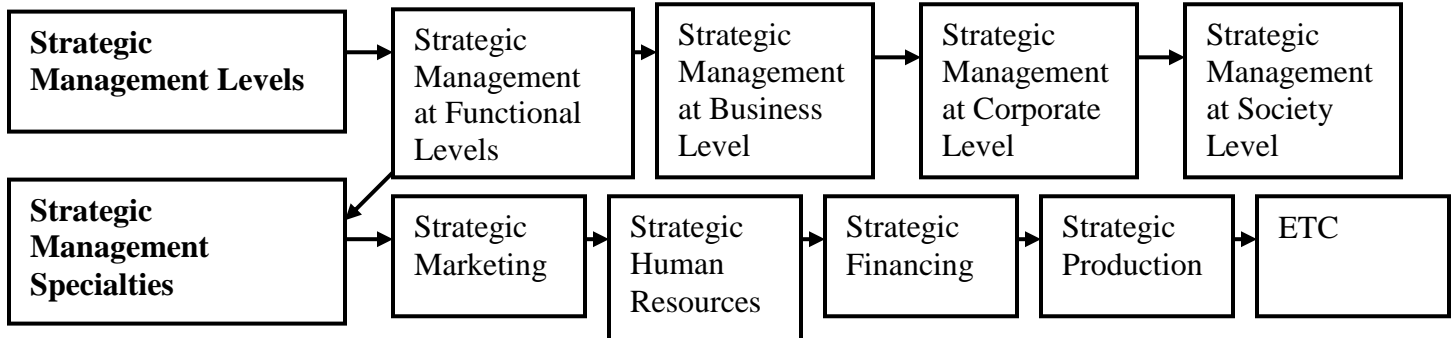 Strategic
Management Levels
Strategic
Management
at Functional
Levels
Strategic
Management
at Business
Level
Strategic
Management
at Corporate
Level
Strategic
Management
at Society
Level
Strategic
Management
Specialties
Strategic
Marketing
Strategic
Human
Resources
Strategic
Financing
Strategic
Production
ETC